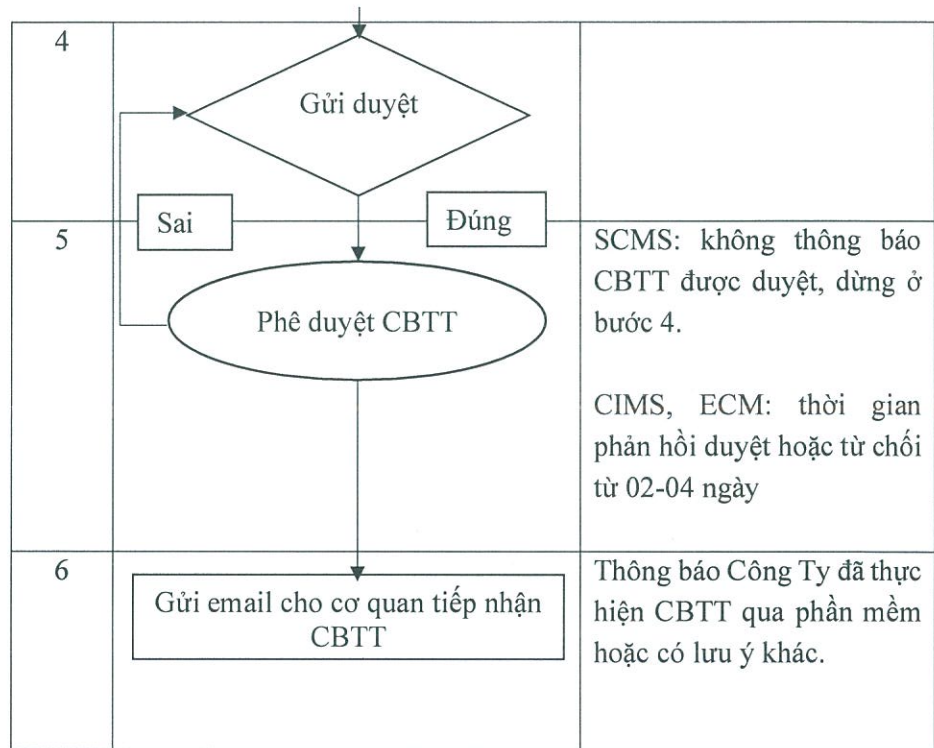 4
Gửi duyệt
Sai
Đúng
5
Phê duyệt CBTT
SCMS: không thông báo
CBTT được duyệt, dừng ở
bước 4.
CIMS, ECM: thời gian
phản hồi duyệt hoặc từ chối
từ 02-04 ngày
6
Gửi email cho cơ quan tiếp nhận
CBTT
Thông báo Công Ty đã thực
hiện CBTT qua phần mềm
hoặc có lưu ý khác.